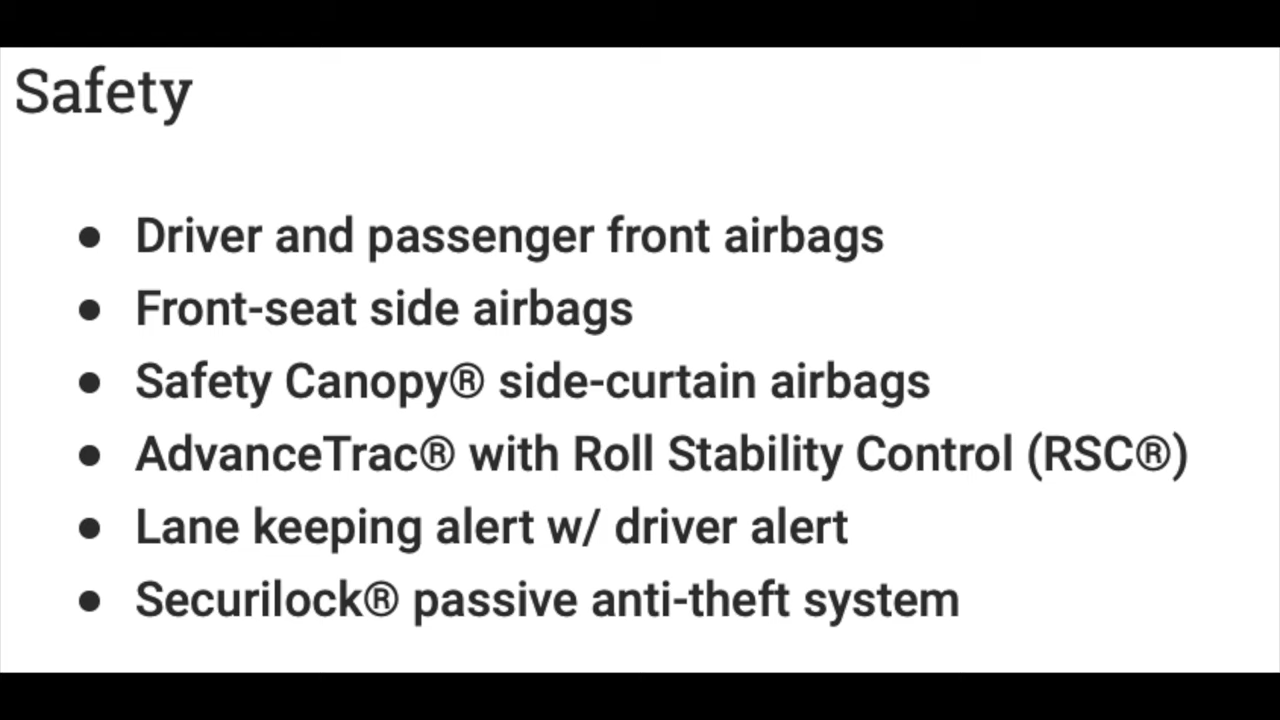 Safety
● Driver and passenger front airbags
● Front-seat side airbags
● Safety Canopy® side-curtain airbags
● AdvanceTrac® with Roll Stability Control (RSC®)
● Lane keeping alert w/ driver alert
● Securilock® passive anti-theft system